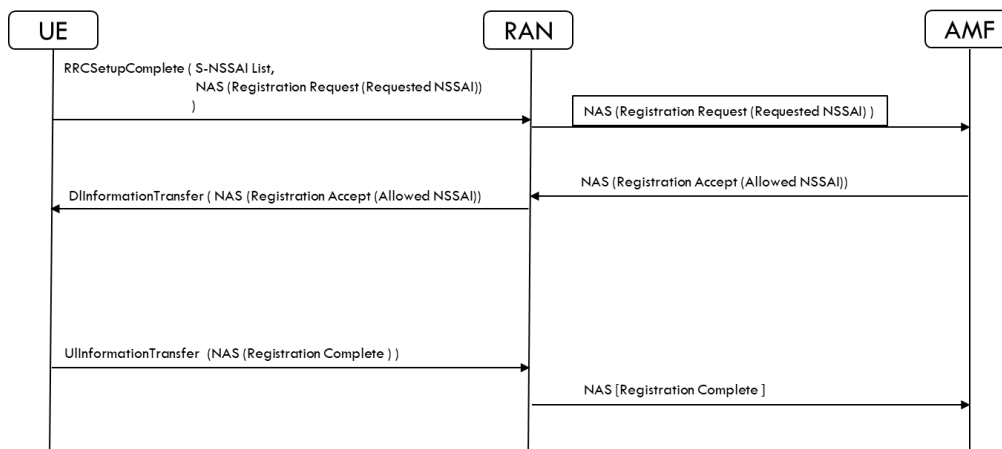 UE
RAN
AMF
RRCSetupComplete ( S-NSSAI List,
NAS (Registration Request (Requested NSSAI))
)
NAS (Registration Request (Requested NSSAI) )
NAS (Registration Accept (Allowed NSSAI))
DlInformationTransfer ( NAS (Registration Accept (Allowed NSSAI))
UlInformationTransfer (NAS (Registration Complete ) )
NAS [Registration Complete ]